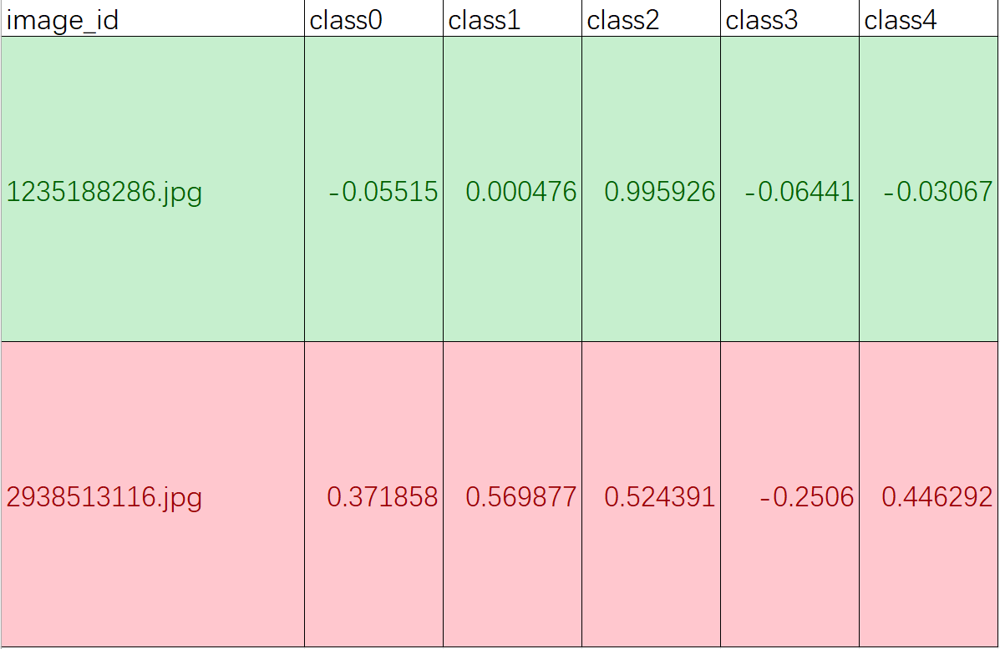 image_id class0 class1 class2 class3 class4
1235188286.jpg -0.05515 0.000476 0.995926 -0.06441 -0.03067
2938513116.jpg 0.371858 0.569877 0.524391 -0.2506 0.446292